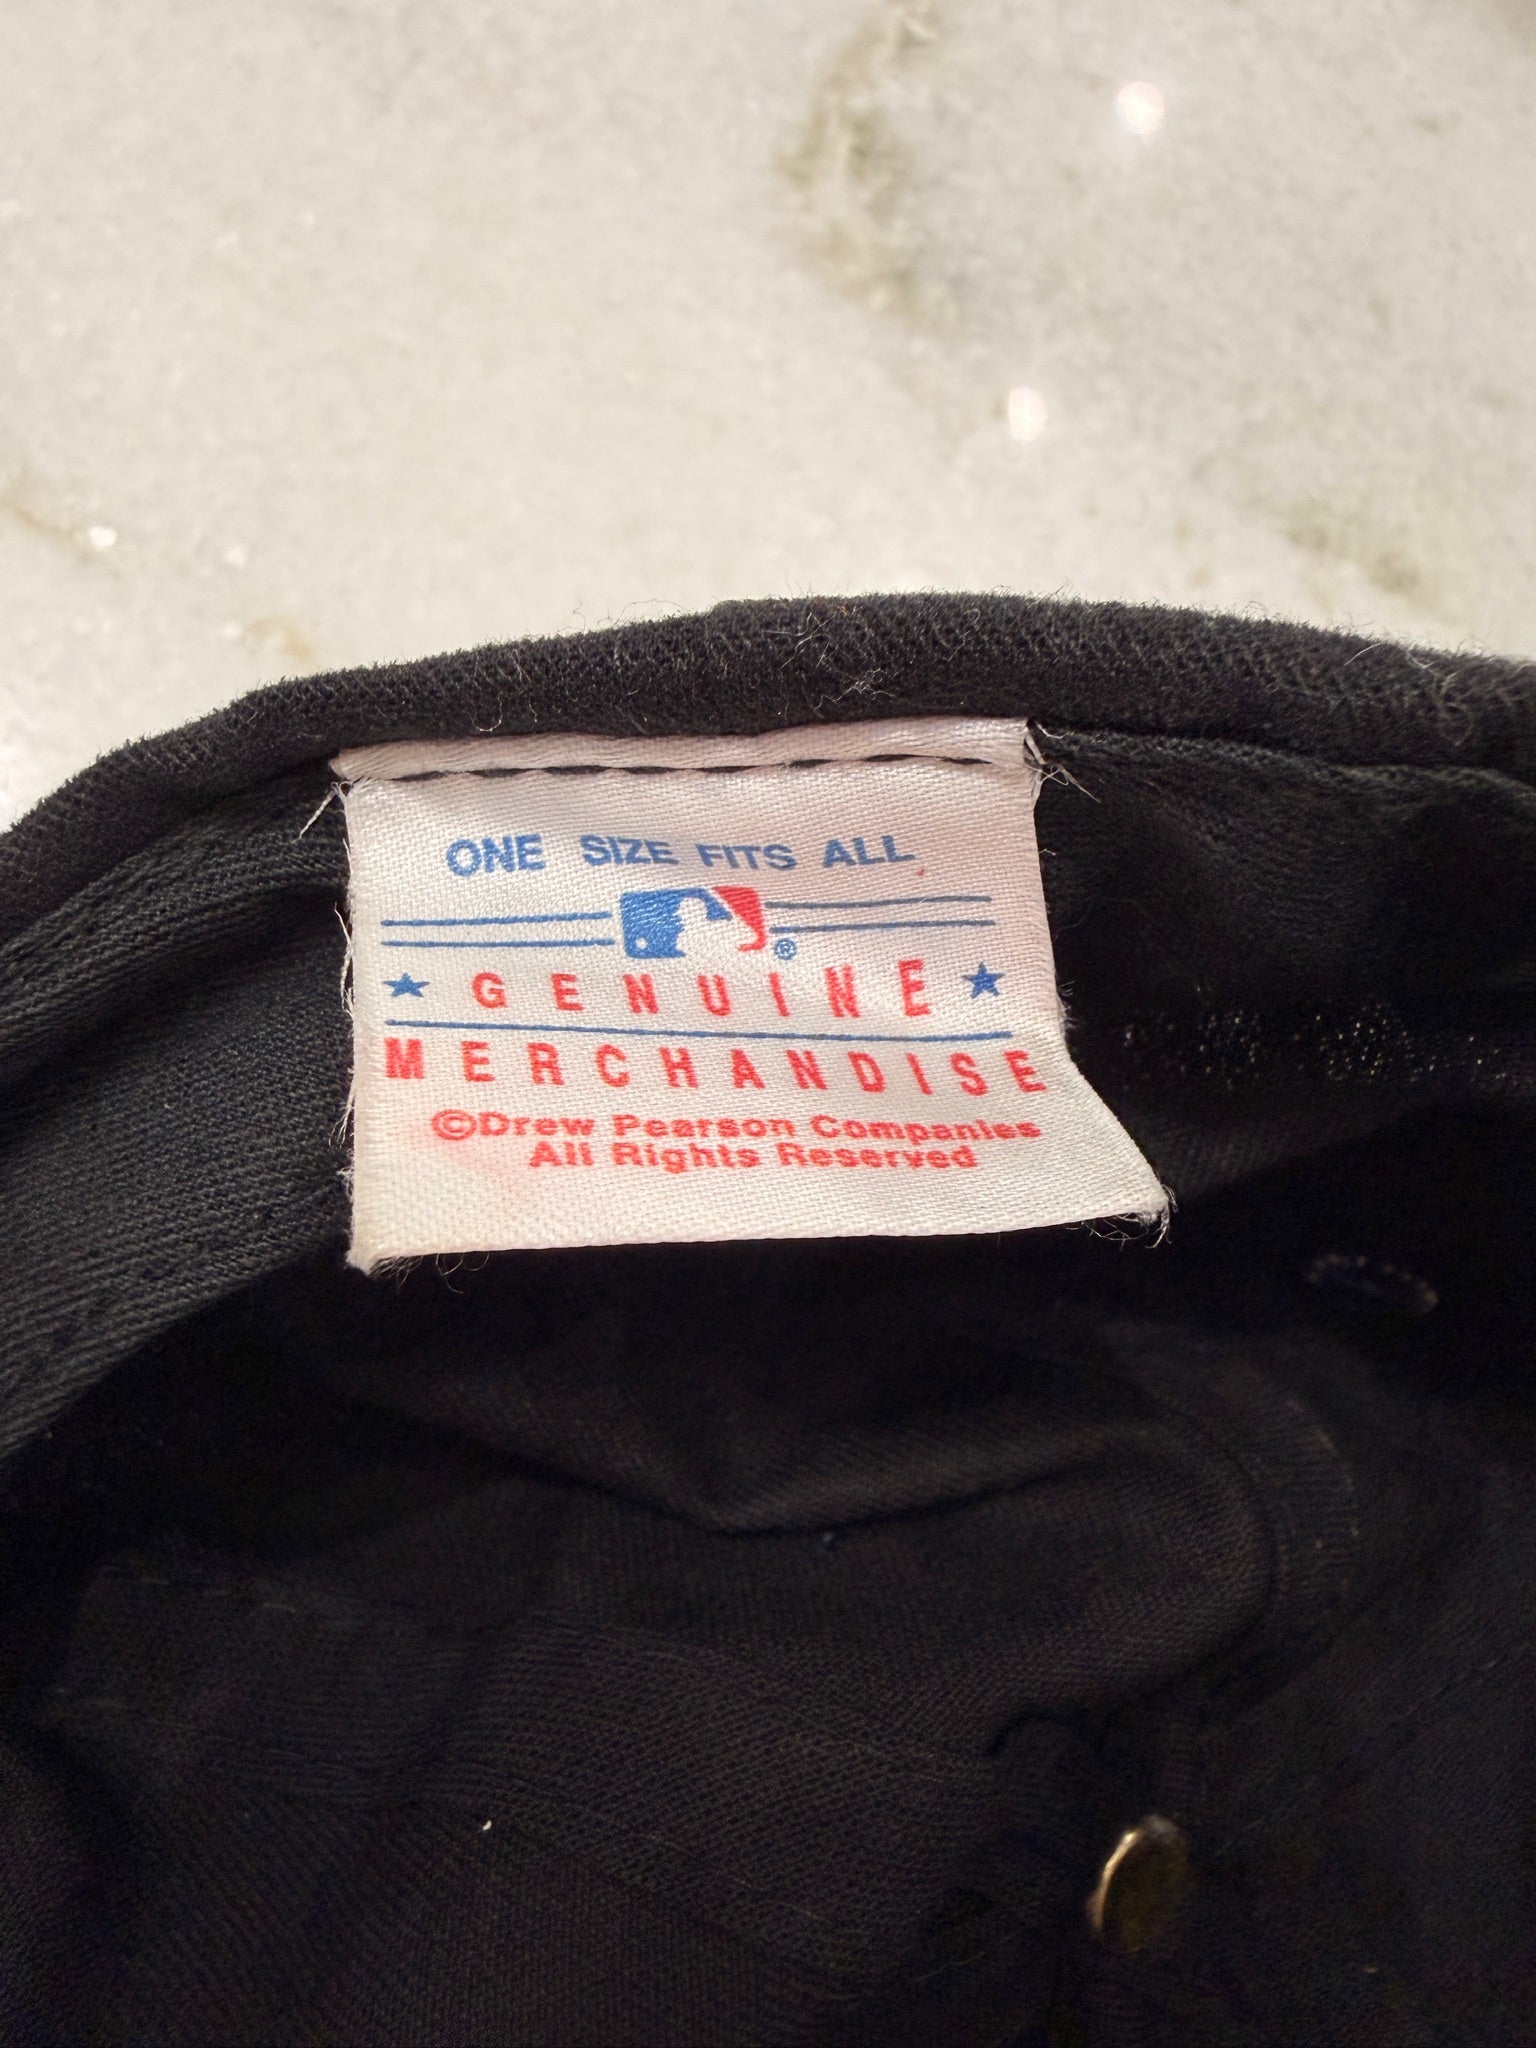 ONE SIZE FITS ALL
®
★ GENUINE ★
MERCHANDISE
©Drew Pearson Companies
All Rights Reserved